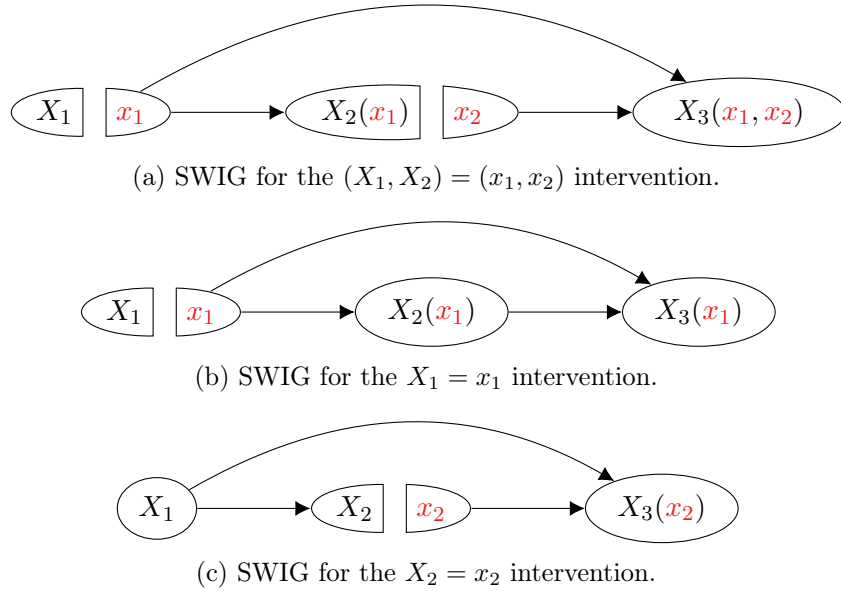 X₁ x₁ X₂(x₁) x₂ X₃(x₁, x₂)
(a) SWIG for the (X₁, X₂) = (x₁, x₂) intervention.
X₁ x₁ X₂(x₁) X₃(x₁)
(b) SWIG for the X₁ = x₁ intervention.
X₁ X₂ x₂ X₃(x₂)
(c) SWIG for the X₂ = x₂ intervention.